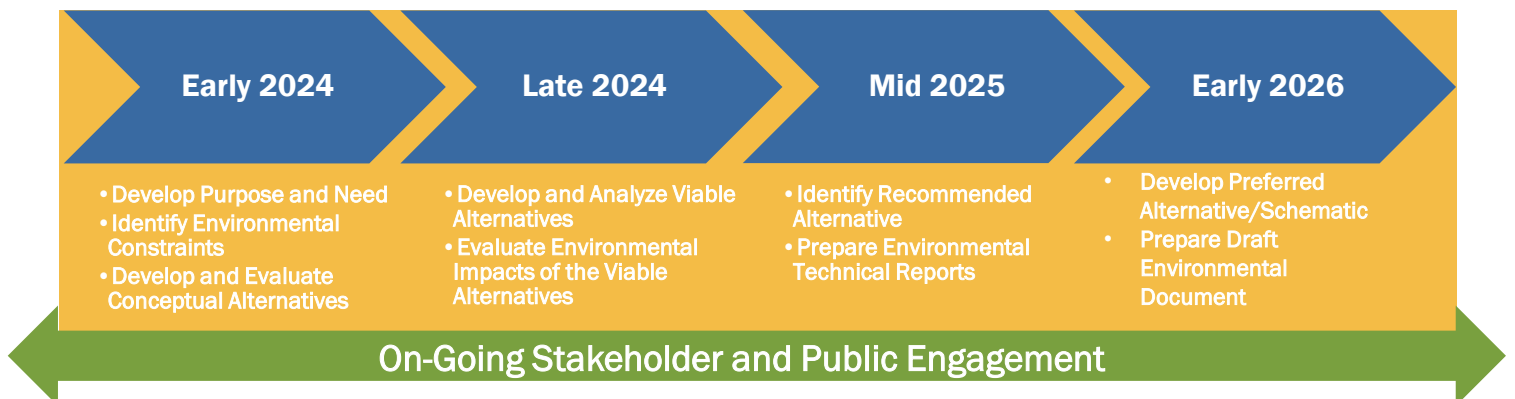 Early 2024
• Develop Purpose and Need
• Identify Environmental
Constraints
• Develop and Evaluate
Conceptual Alternatives
Late 2024
• Develop and Analyze Viable
Alternatives
• Evaluate Environmental
Impacts of the Viable
Alternatives
Mid 2025
• Identify Recommended
Alternative
• Prepare Environmental
Technical Reports
Early 2026
• Develop Preferred
Alternative/Schematic
• Prepare Draft
Environmental
Document
On-Going Stakeholder and Public Engagement